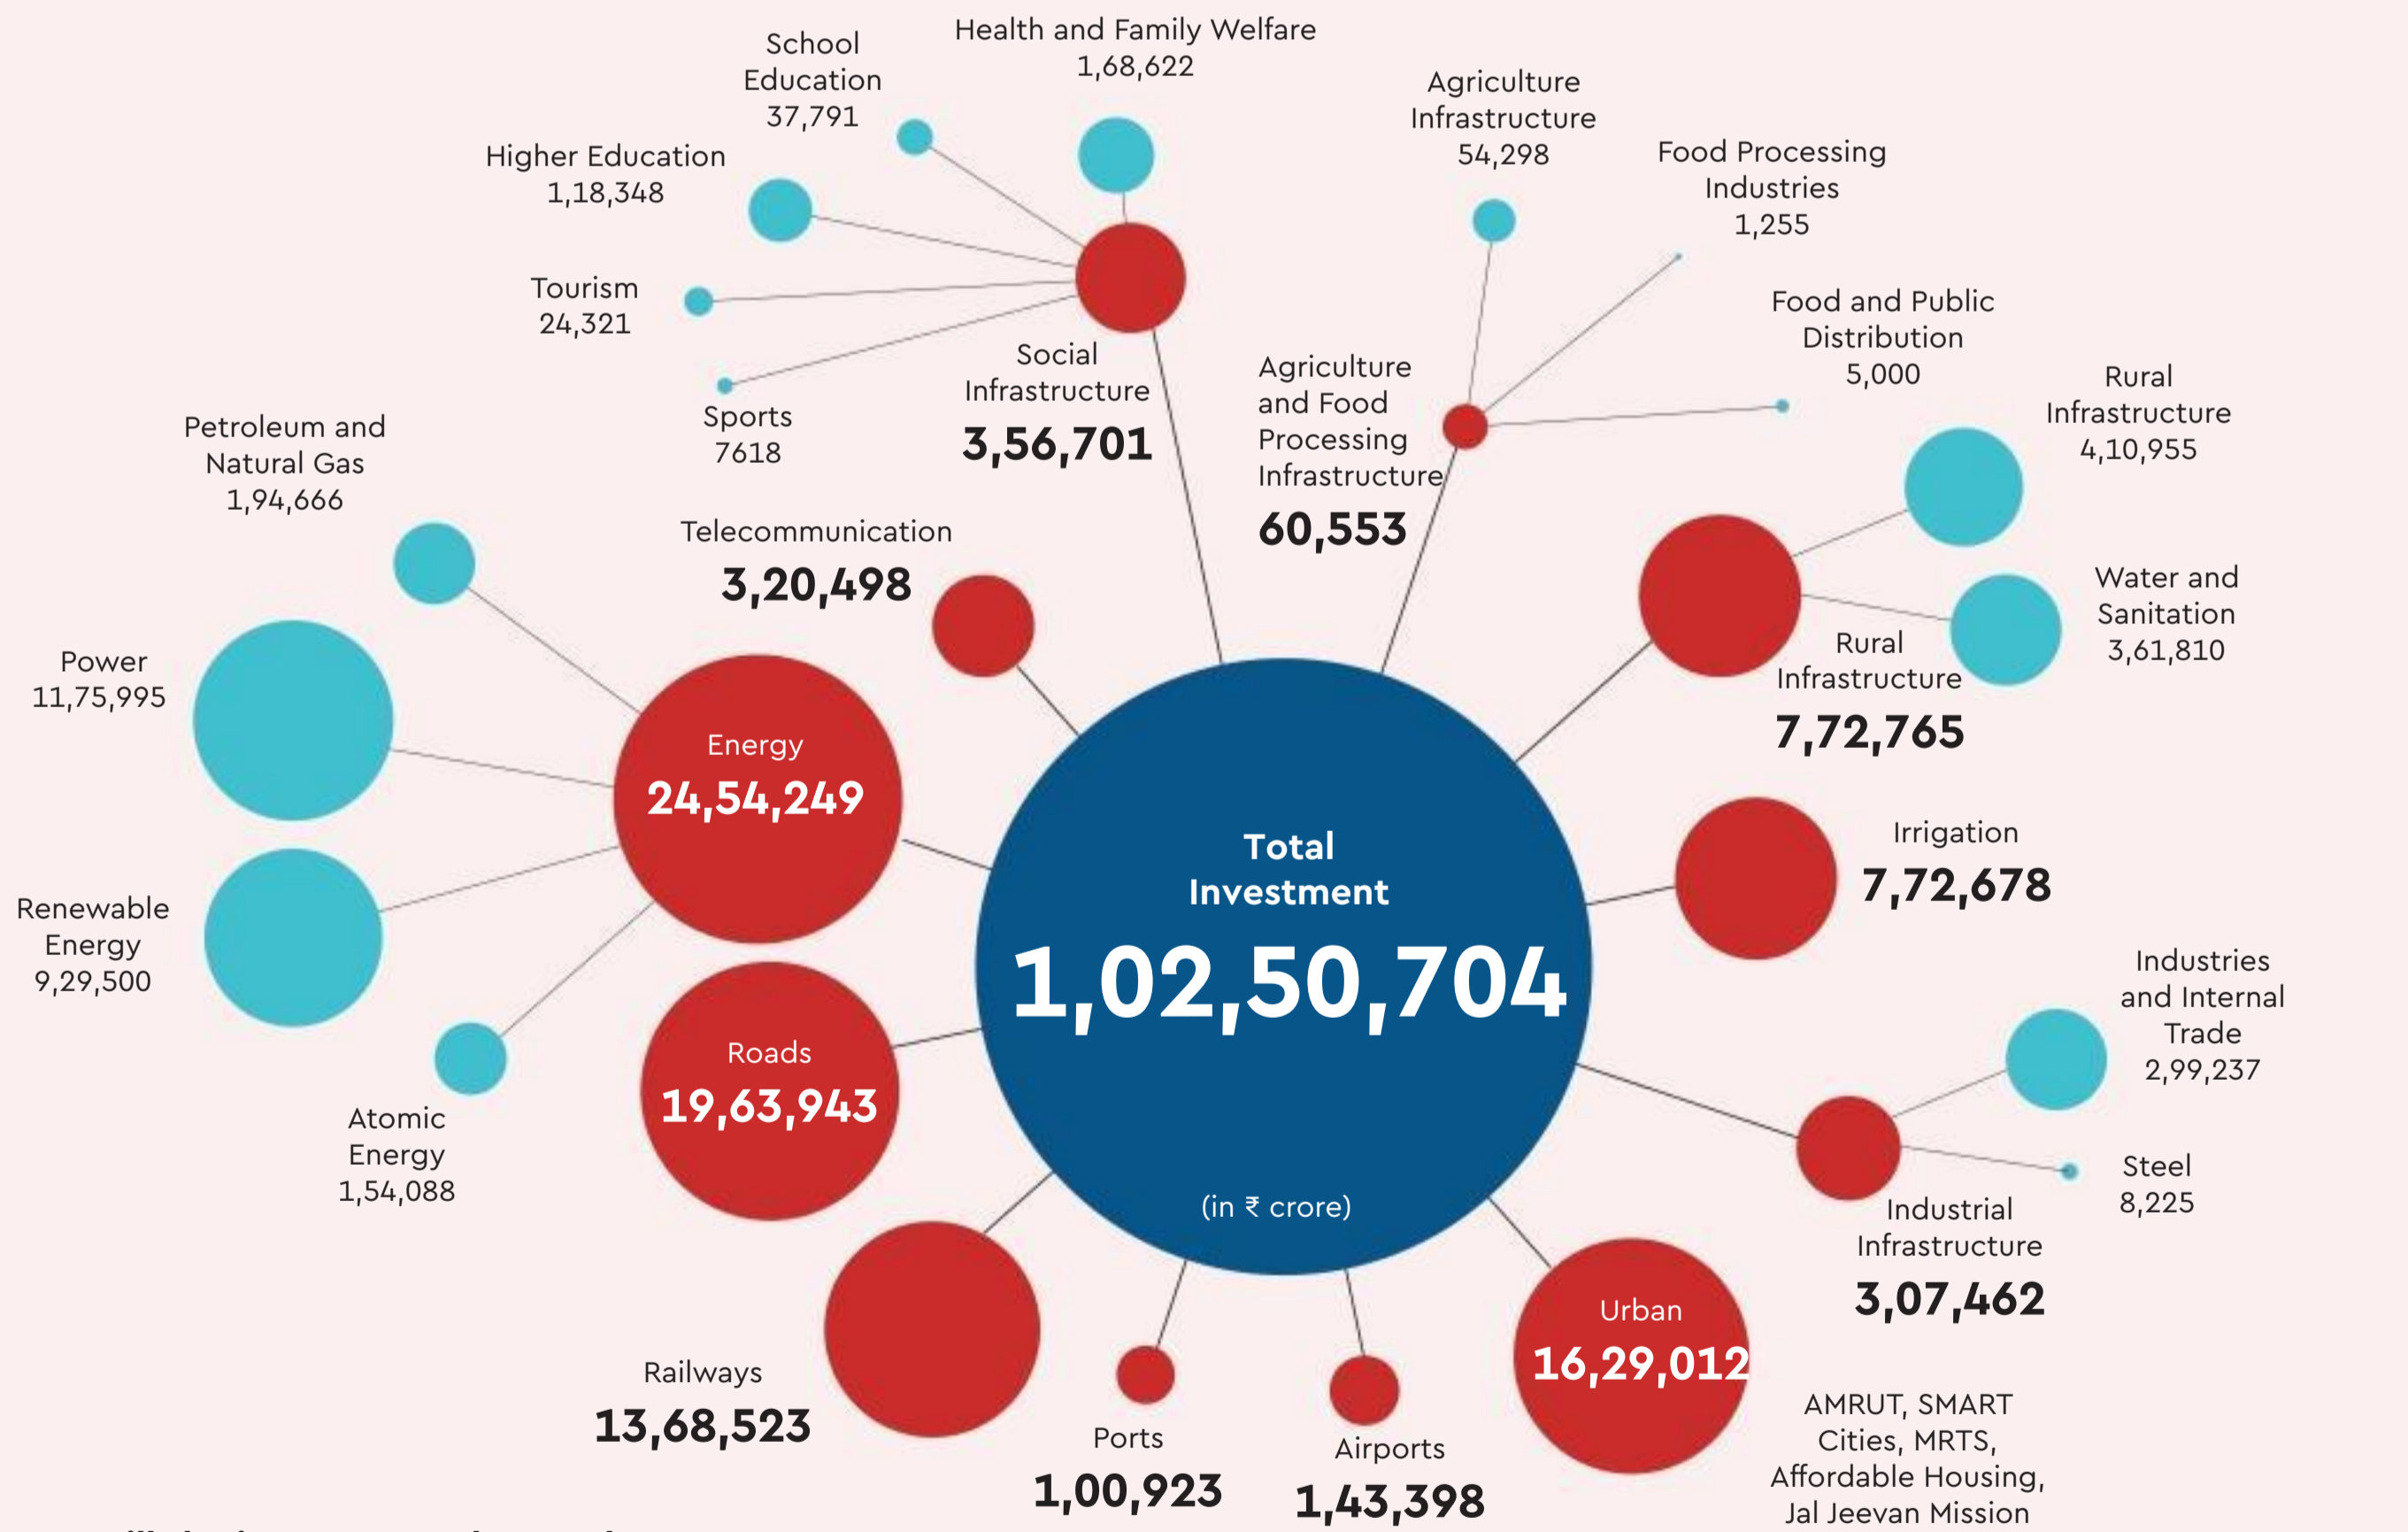 Health and Family Welfare
1,68,622
School
Education
37,791
Higher Education
1,18,348
Tourism
24,321
Sports
7618
Social
Infrastructure
3,56,701
Agriculture
Infrastructure
54,298
Food Processing
Industries
1,255
Food and Public
Distribution
5,000
Agriculture
and Food
Processing
Infrastructure
60,553
Rural
Infrastructure
4,10,955
Water and
Sanitation
3,61,810
Rural
Infrastructure
7,72,765
Petroleum and
Natural Gas
1,94,666
Power
11,75,995
Renewable
Energy
9,29,500
Atomic
Energy
1,54,088
Telecommunication
3,20,498
Energy
24,54,249
Roads
19,63,943
Total
Investment
1,02,50,704
(in ₹ crore)
Irrigation
7,72,678
Industries
and Internal
Trade
2,99,237
Steel
8,225
Industrial
Infrastructure
3,07,462
Railways
13,68,523
Ports
1,00,923
Airports
1,43,398
Urban
16,29,012
AMRUT, SMART
Cities, MRTS,
Affordable Housing,
Jal Jeevan Mission